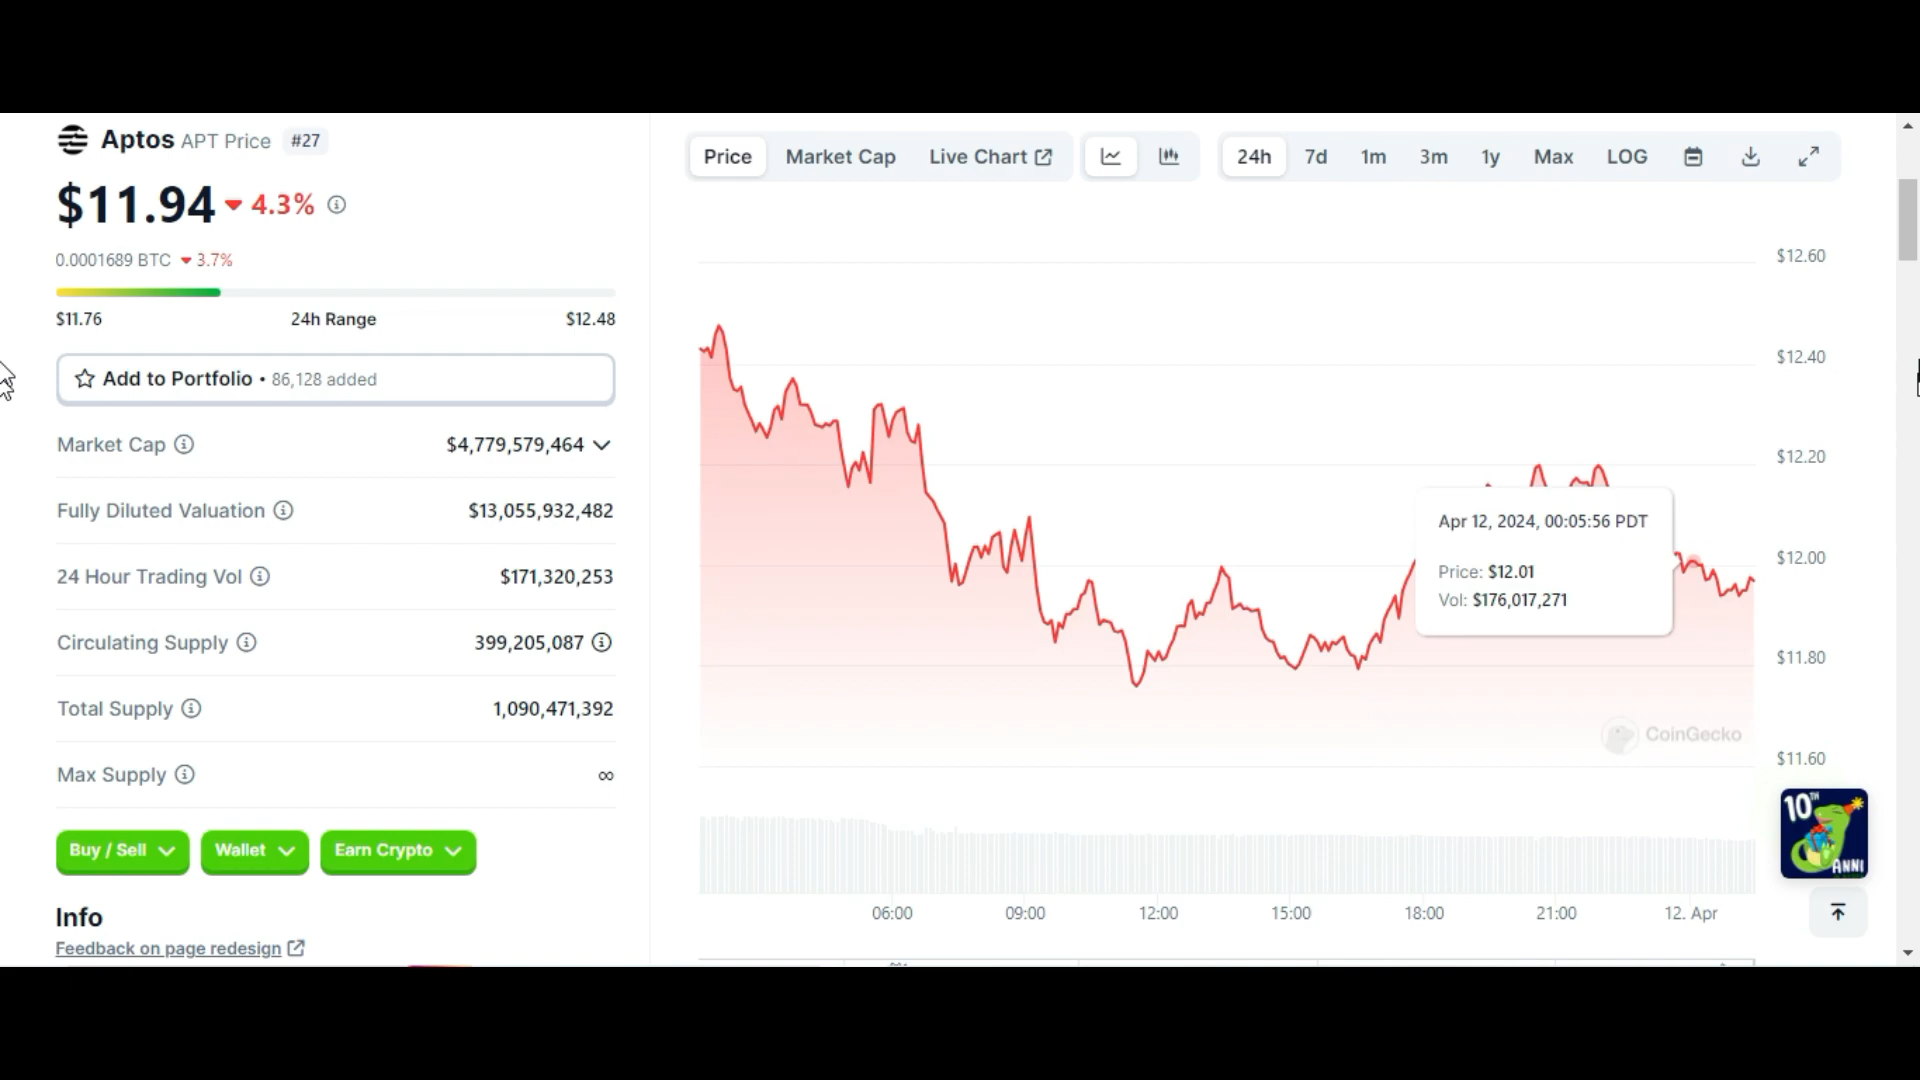 Aptos APT Price #27
$11.94 4.3%
0.0001689 BTC 3.7%
$11.76 24h Range $12.48
Add to Portfolio • 86,128 added
Market Cap $4,779,579,464
Fully Diluted Valuation $13,055,932,482
24 Hour Trading Vol $171,320,253
Circulating Supply 399,205,087
Total Supply 1,090,471,392
Max Supply ∞
Buy / Sell Wallet Earn Crypto
Info
Feedback on page redesign
Price Market Cap Live Chart 24h 7d 1m 3m 1y Max LOG
$12.60
$12.40
$12.20
$12.00
$11.80
$11.60
Apr 12, 2024, 00:05:56 PDT
Price: $12.01
Vol: $176,017,271
CoinGecko
06:00 09:00 12:00 15:00 18:00 21:00 12. Apr
10TH
ANNI